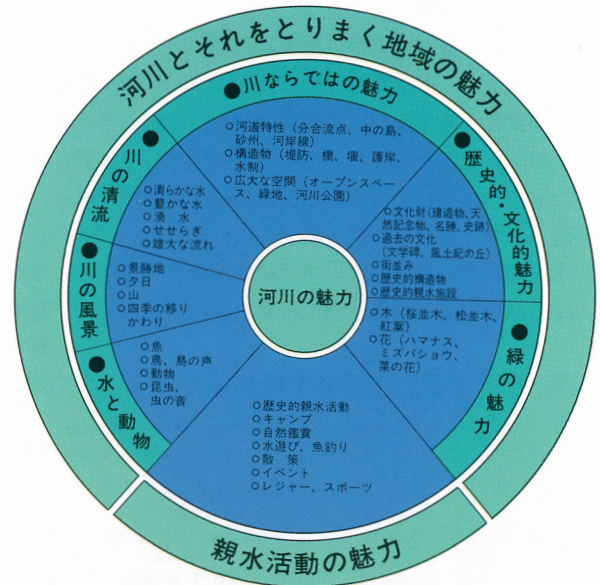 河川とそれをとりまく地域の魅力
●川ならではの魅力
○河道特性（分合流点、中の島、
砂州、河岸線）
○構造物（堤防、橋、堰、護岸、
水制）
○広大な空間（オープンスペー
ス、緑地、河川公園）
●歴史的・文化的魅力
○文化財（建造物、天
然記念物、名勝、史跡）
○過去の文化
（文学碑、風土紀の丘）
○街並み
○歴史的構造物
○歴史的親水施設
●緑の魅力
○木（桜並木、松並木、
紅葉）
○花（ハマナス、
ミズバショウ、
菜の花）
●川の清流
○清らかな水
○豊かな水
○湧　水
○せせらぎ
○雄大な流れ
●川の風景
○景勝地
○夕日
○山
○四季の移り
かわり
●水と動物
○魚
○鳥、鳥の声
○動物
○昆虫、
虫の音
河川の魅力
○歴史的親水活動
○キャンプ
○自然鑑賞
○水遊び、魚釣り
○散　策
○イベント
○レジャー、スポーツ
親水活動の魅力